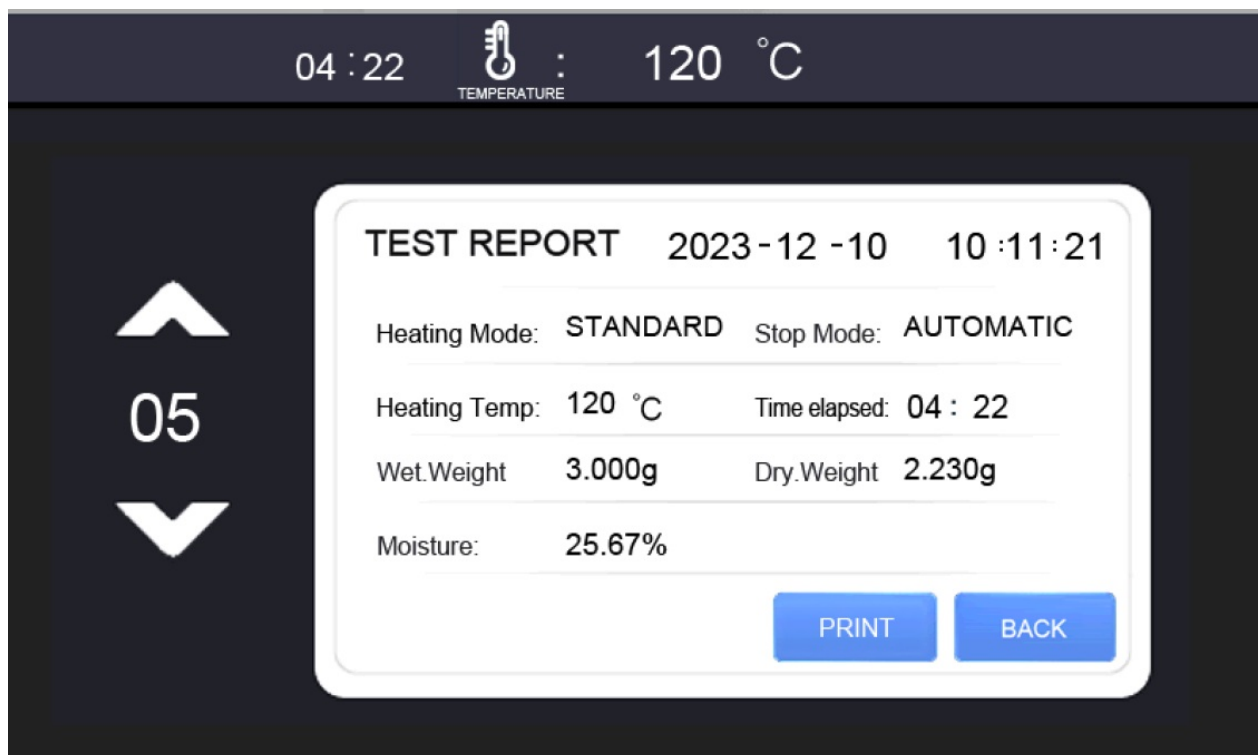 04:22 : 120 °C
TEMPERATURE
TEST REPORT 2023-12-10 10:11:21
Heating Mode: STANDARD Stop Mode: AUTOMATIC
05
Heating Temp: 120 °C Time elapsed: 04: 22
Wet.Weight 3.000g Dry.Weight 2.230g
Moisture: 25.67%
PRINT BACK